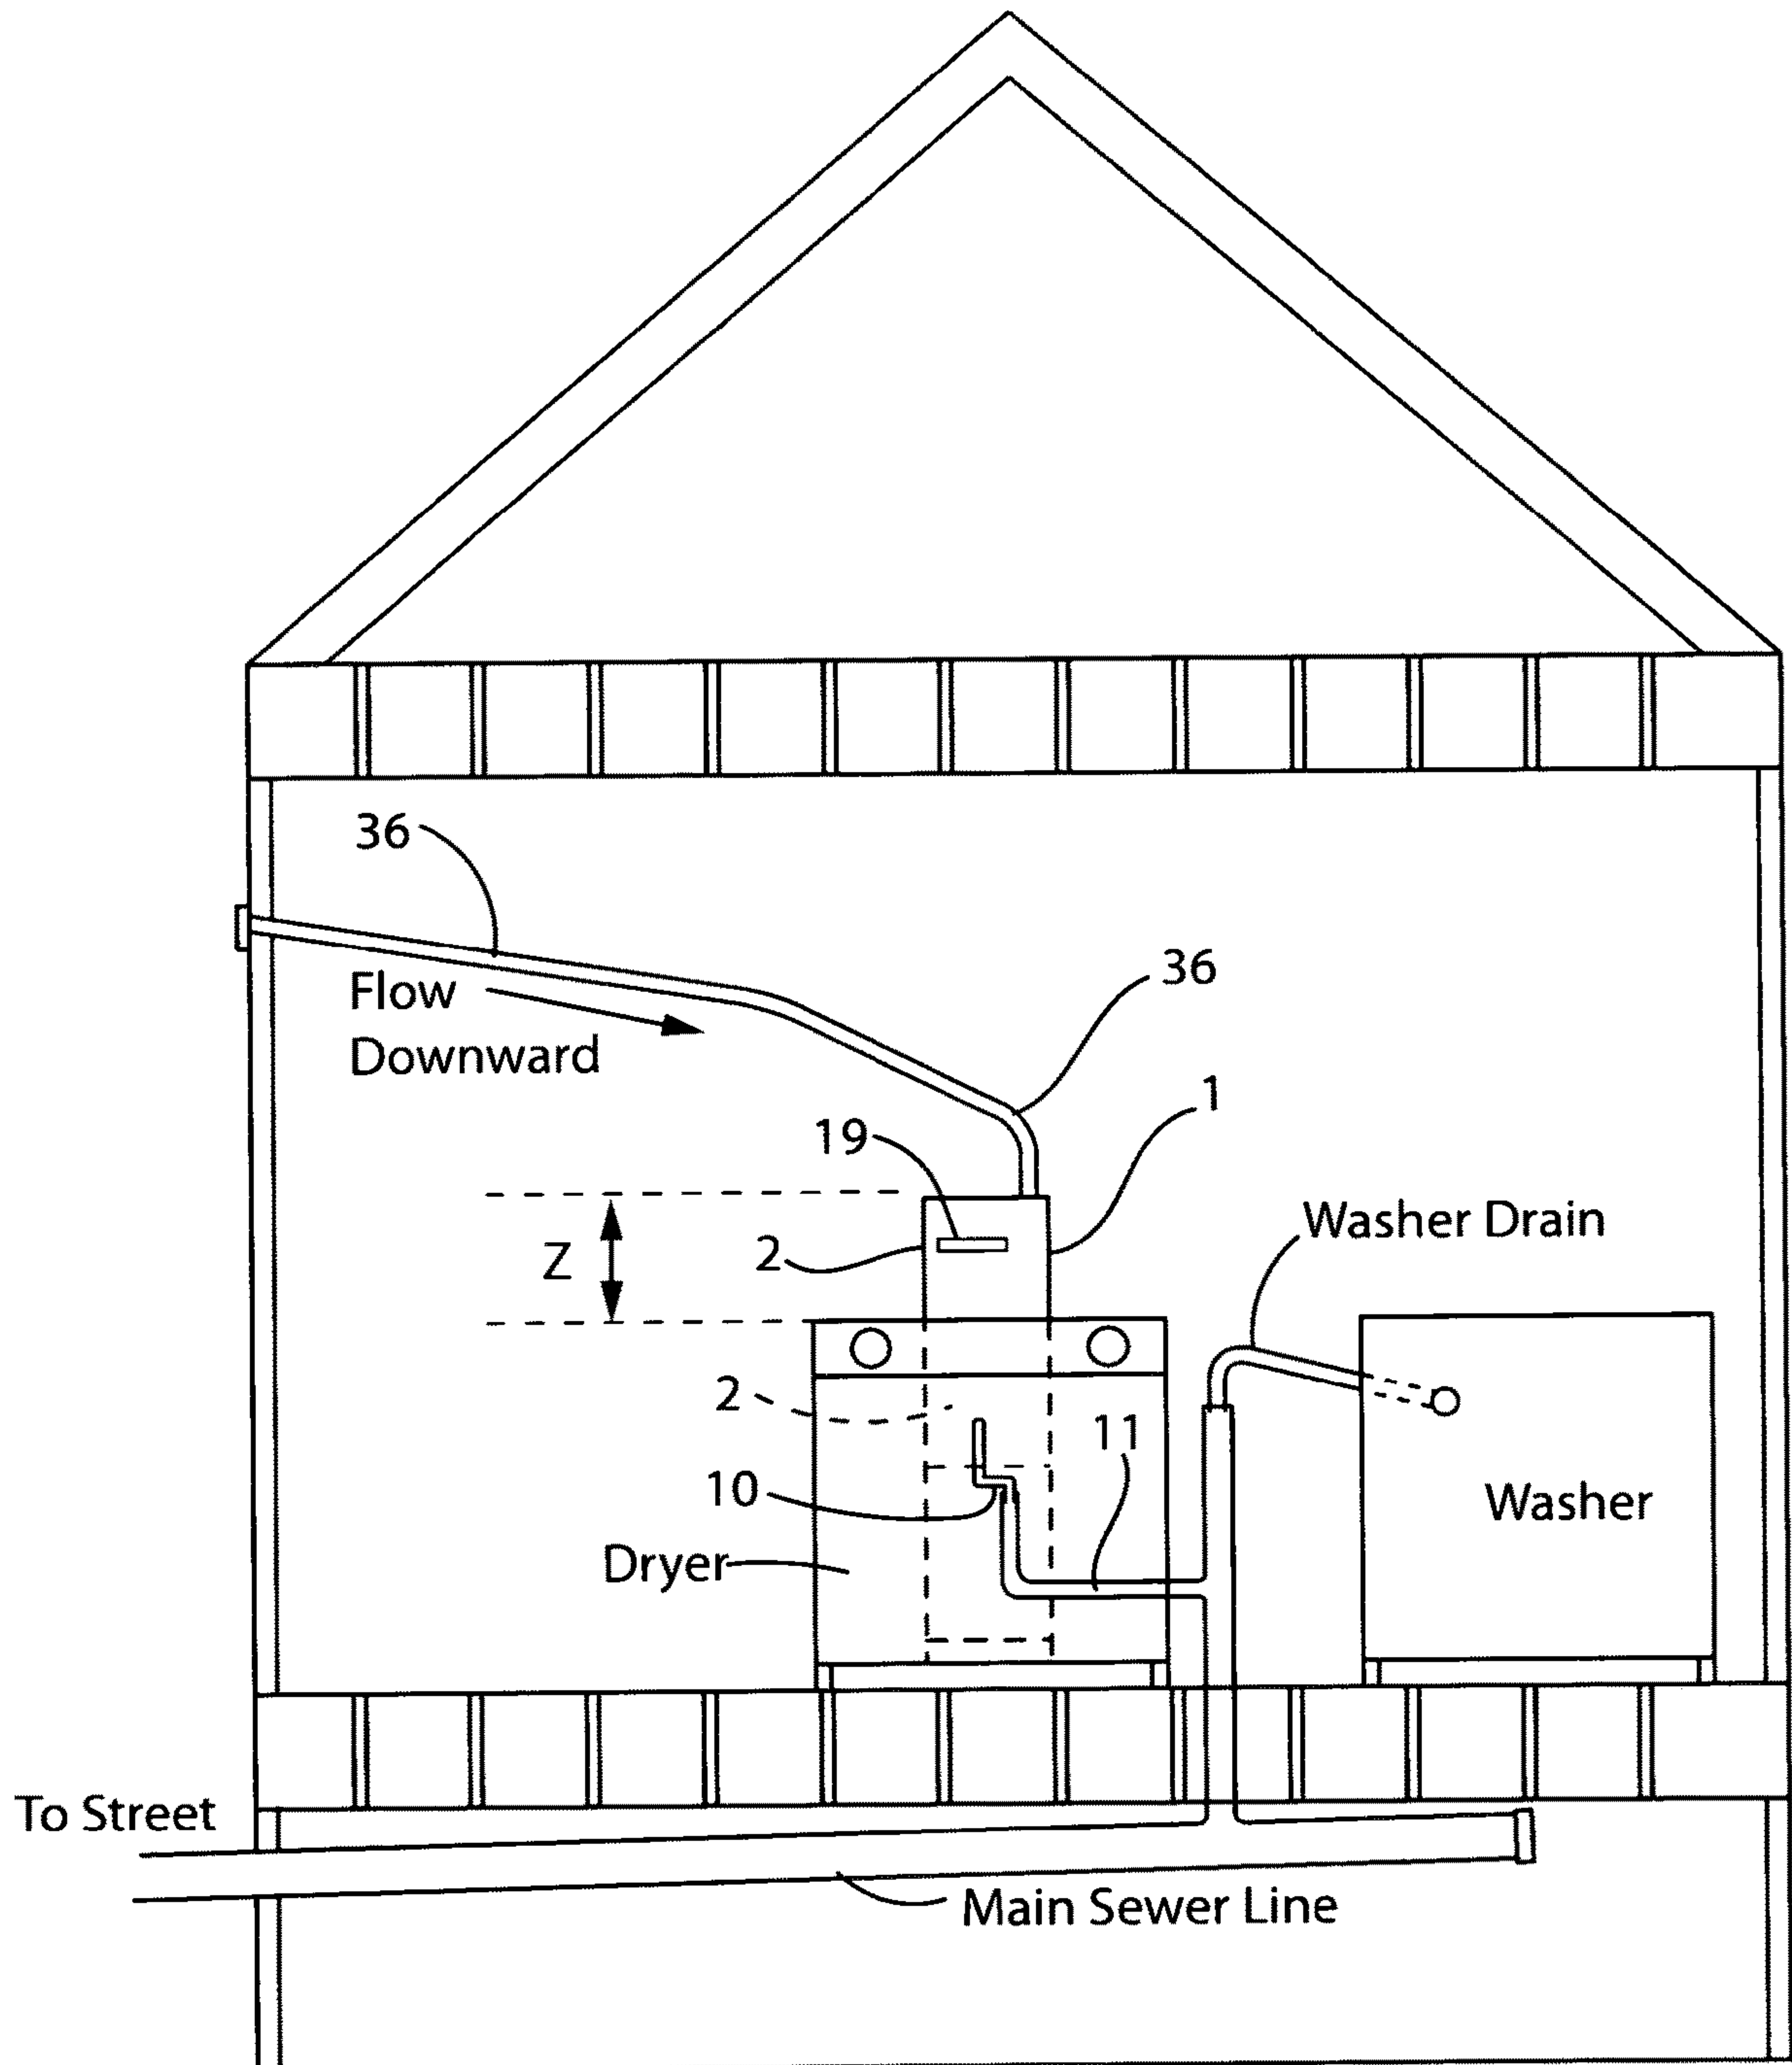 36
Flow
Downward
36
1
19
Z
2
Washer Drain
2
11
10
Washer
Dryer
To Street
Main Sewer Line